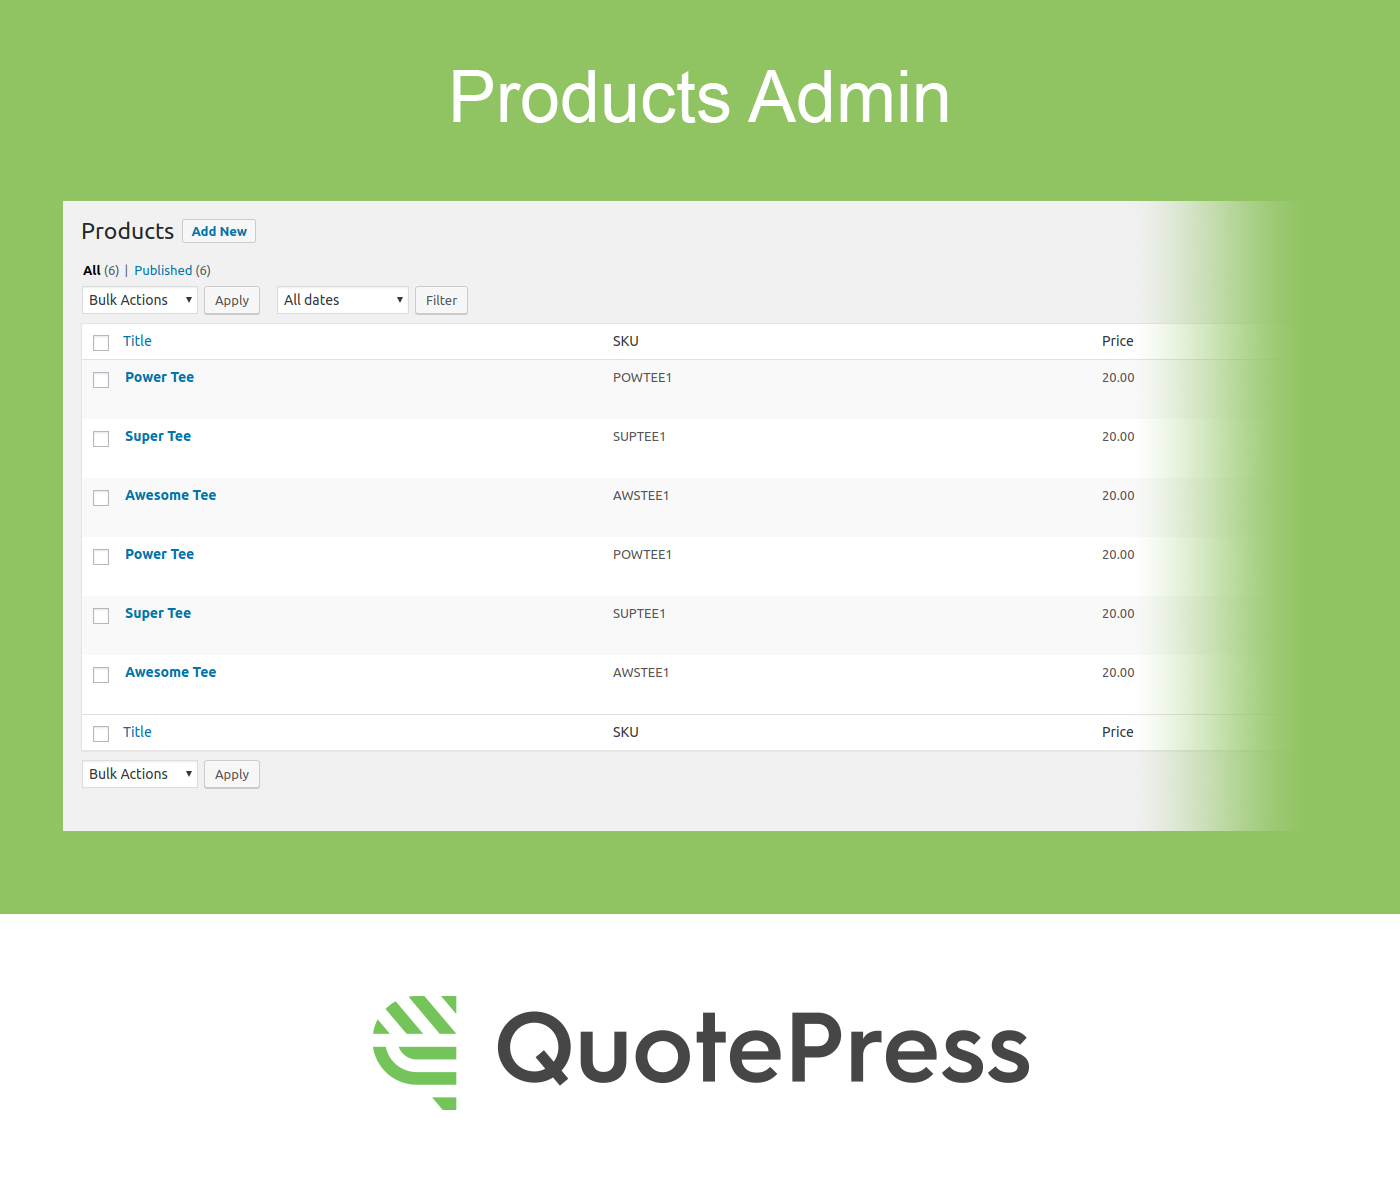 Products Admin
Products Add New
All (6) | Published (6)
Bulk Actions Apply All dates Filter
Title SKU Price
Power Tee POWTEE1 20.00
Super Tee SUPTEE1 20.00
Awesome Tee AWSTEE1 20.00
Power Tee POWTEE1 20.00
Super Tee SUPTEE1 20.00
Awesome Tee AWSTEE1 20.00
Title SKU Price
Bulk Actions Apply
QuotePress